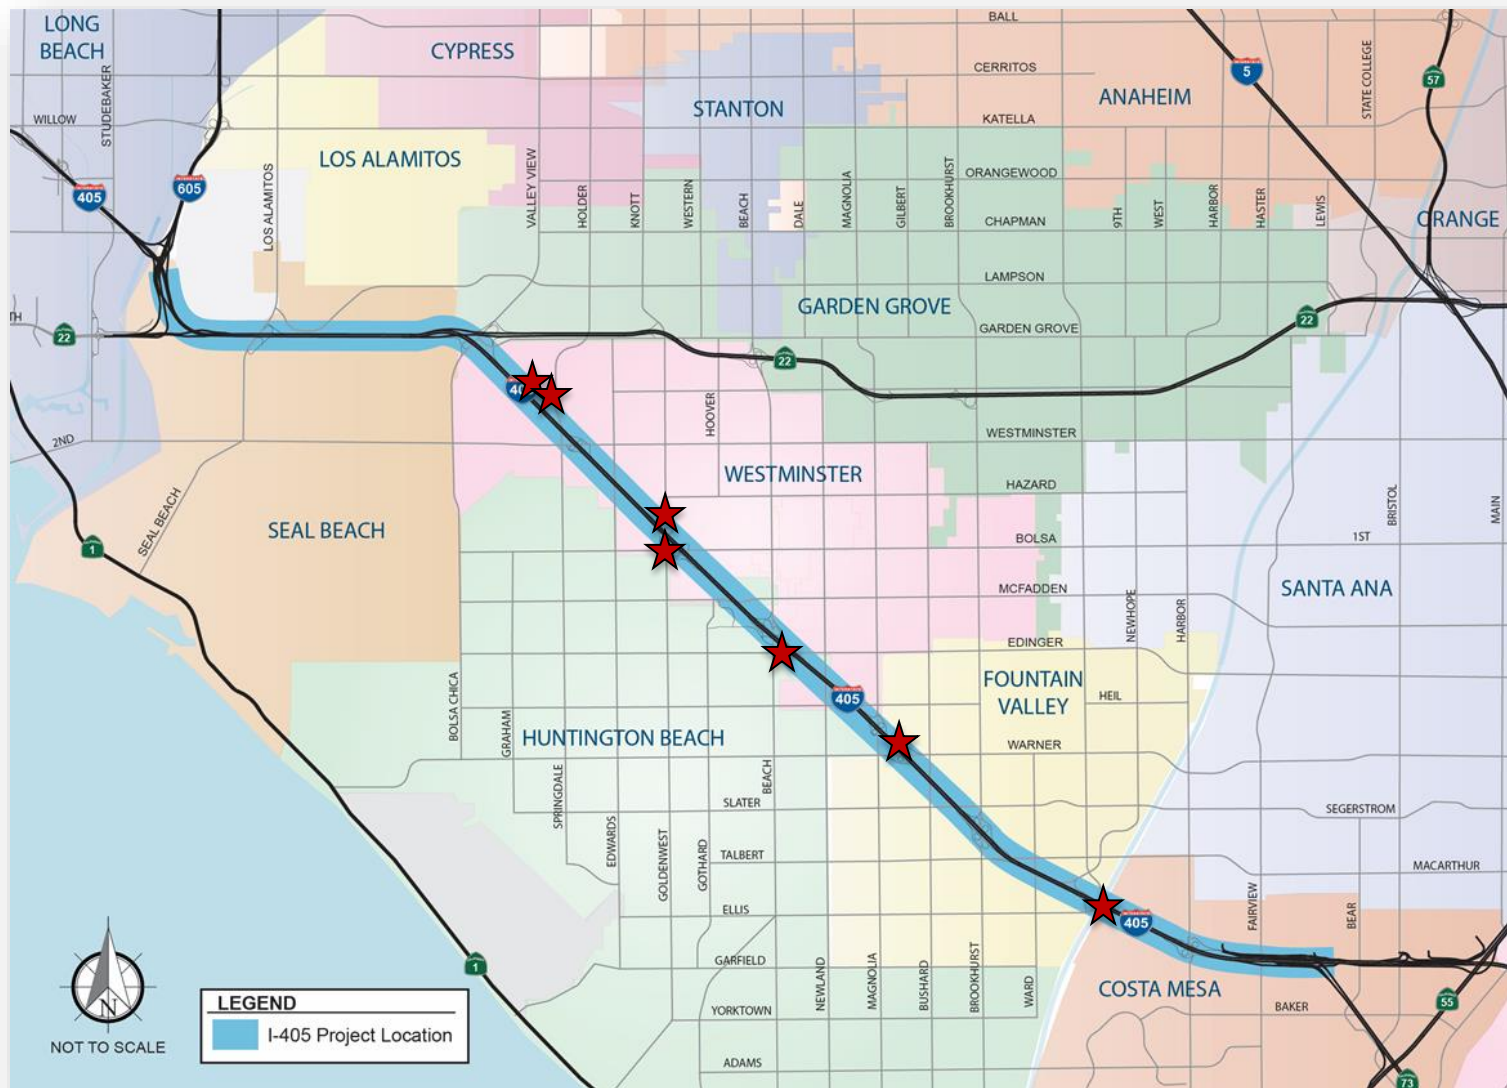 LONG
BEACH
CYPRESS
BALL
CERRITOS
5
STATE COLLEGE
57
STUDEBAKER
STANTON
ANAHEIM
WILLOW
KATELLA
LOS ALAMITOS
405
605
LOS ALAMITOS
VALLEY VIEW
HOLDER
KNOTT
WESTERN
BEACH
DALE
MAGNOLIA
GILBERT
BROOKHURST
ORANGEWOOD
CHAPMAN
9TH
WEST
HARBOR
HASTER
LEWIS
ORANGE
LAMPSON
GARDEN GROVE
TH
22
GARDEN GROVE
22
22
40
HOOVER
2ND
WESTMINSTER
WESTMINSTER
HAZARD
SEAL BEACH
SEAL BEACH
1
BOLSA
1ST
BRISTOL
MAIN
MCFADDEN
NEWHOPE
HARBOR
SANTA ANA
EDINGER
FOUNTAIN
VALLEY
HEIL
405
BOLSA CHICA
GRAHAM
HUNTINGTON BEACH
WARNER
SPRINGDALE
EDWARDS
GOLDENWEST
GOTHARD
BEACH
SLATER
SEGERSTROM
TALBERT
MACARTHUR
ELLIS
405
FAIRVIEW
BEAR
GARFIELD
1
NEWLAND
MAGNOLIA
BUSHARD
BROOKHURST
WARD
COSTA MESA
YORKTOWN
BAKER
55
ADAMS
73
N
NOT TO SCALE
LEGEND
I-405 Project Location